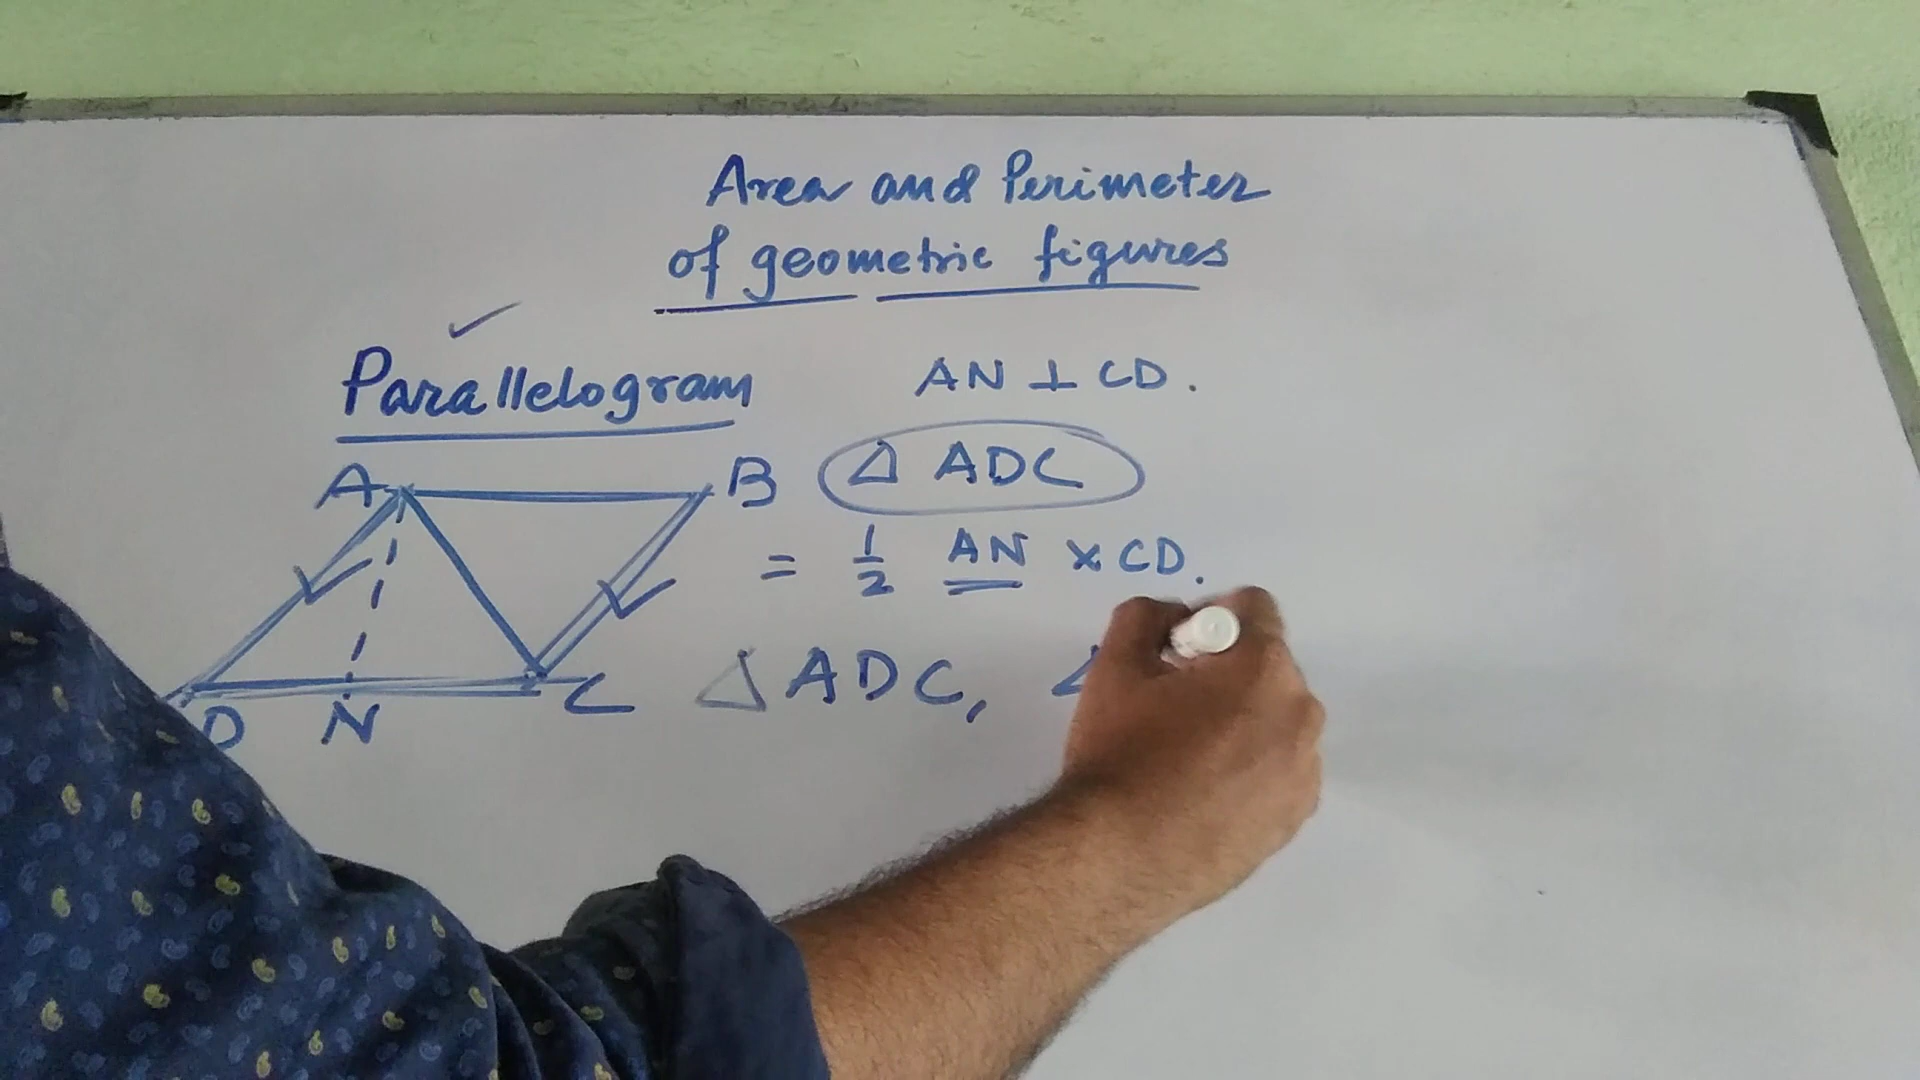 Area and Perimeter
of geometric figures
Parallelogram
AN ⊥ CD.
A
B
D
N
C
Δ ADC
= 1/2 AN × CD.
Δ ADC,